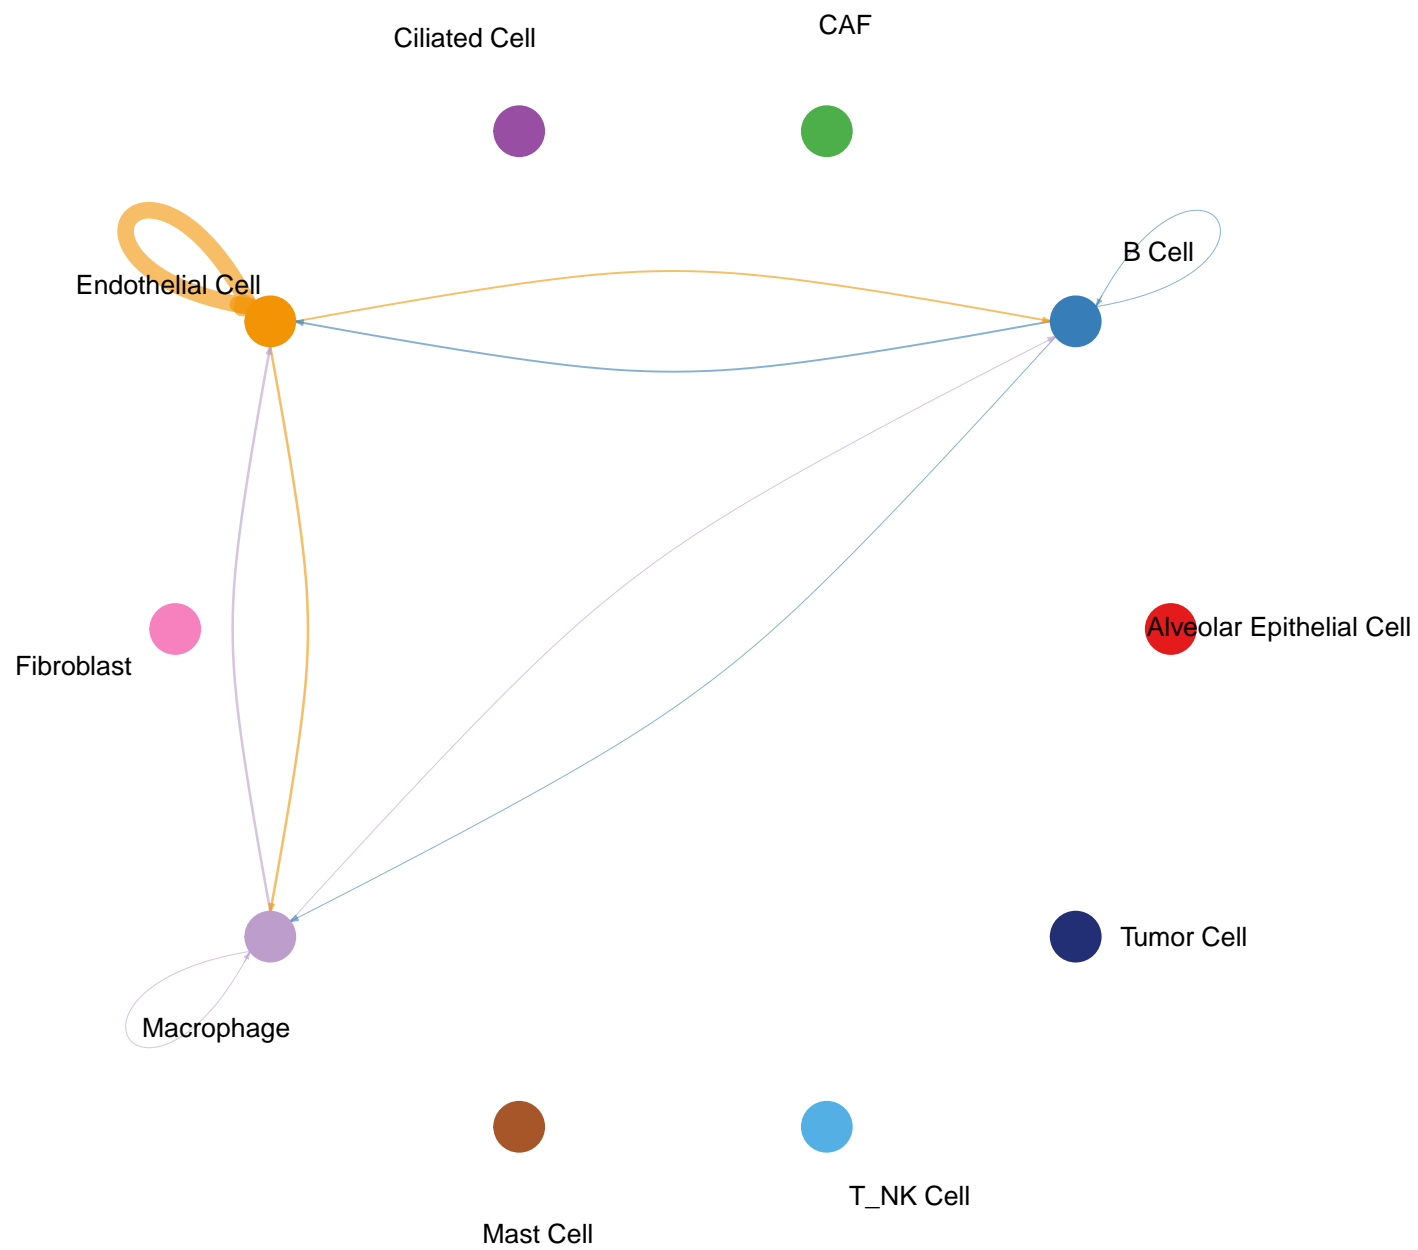 CAF
Ciliated Cell
B Cell
Endothelial Cell
Alveolar Epithelial Cell
Fibroblast
Tumor Cell
Macrophage
T_NK Cell
Mast Cell